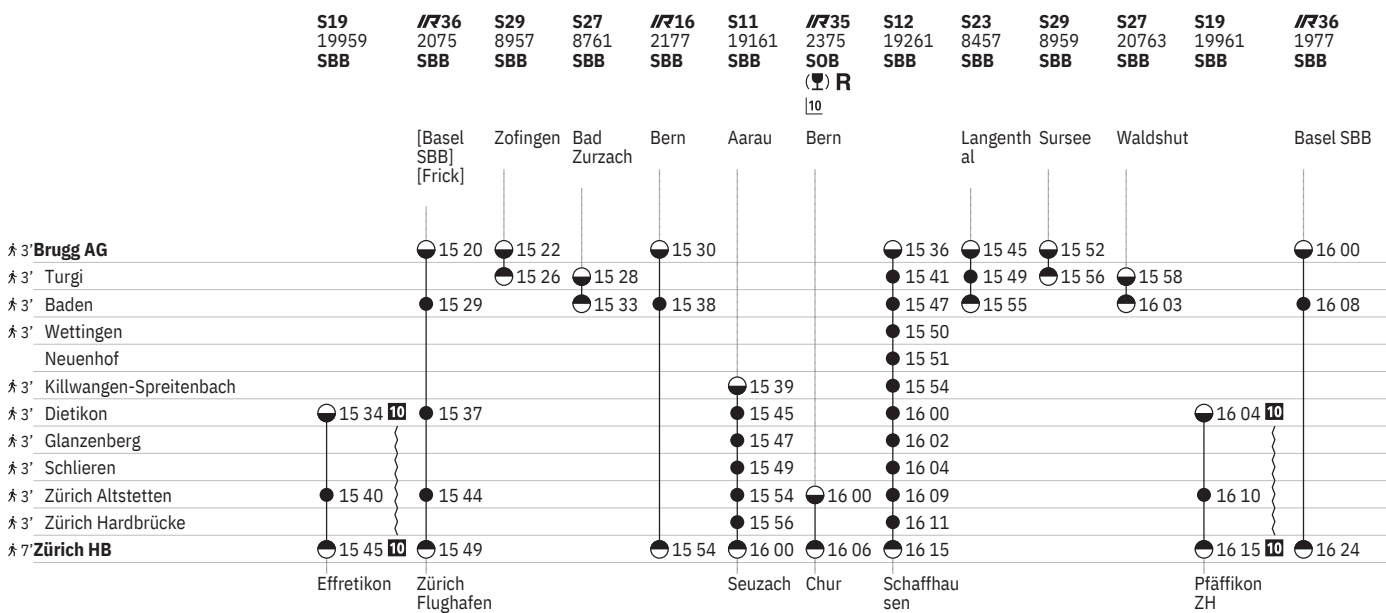 S19 IR36 S29 S27 IR16 S11 IR35 S12 S23 S29 S27 S19 IR36
19959 2075 8957 8761 2177 19161 2375 19261 8457 8959 20763 19961 1977
SBB SBB SBB SBB SBB SBB SOB SBB SBB SBB SBB SBB SBB
R
10
[Basel Zofingen Bad Bern Aarau Bern Langenth Sursee Waldshut Basel SBB
SBB] Zurzach al
[Frick]
3' Brugg AG 15 20 15 22 15 30 15 36 15 45 15 52 16 00
3' Turgi 15 26 15 28 15 41 15 49 15 56 15 58
3' Baden 15 29 15 33 15 38 15 47 15 55 16 03 16 08
3' Wettingen 15 50
Neuenhof 15 51
3' Killwangen-Spreitenbach 15 39 15 54
3' Dietikon 15 34 10 15 37 15 45 16 00 16 04 10
3' Glanzenberg 15 47 16 02
3' Schlieren 15 49 16 04
3' Zürich Altstetten 15 40 15 44 15 54 16 00 16 09 16 10
3' Zürich Hardbrücke 15 56 16 11
7' Zürich HB 15 45 10 15 49 15 54 16 00 16 06 16 15 16 15 10 16 24
Effretikon Zürich Seuzach Chur Schaffhau Pfäffikon
Flughafen sen ZH